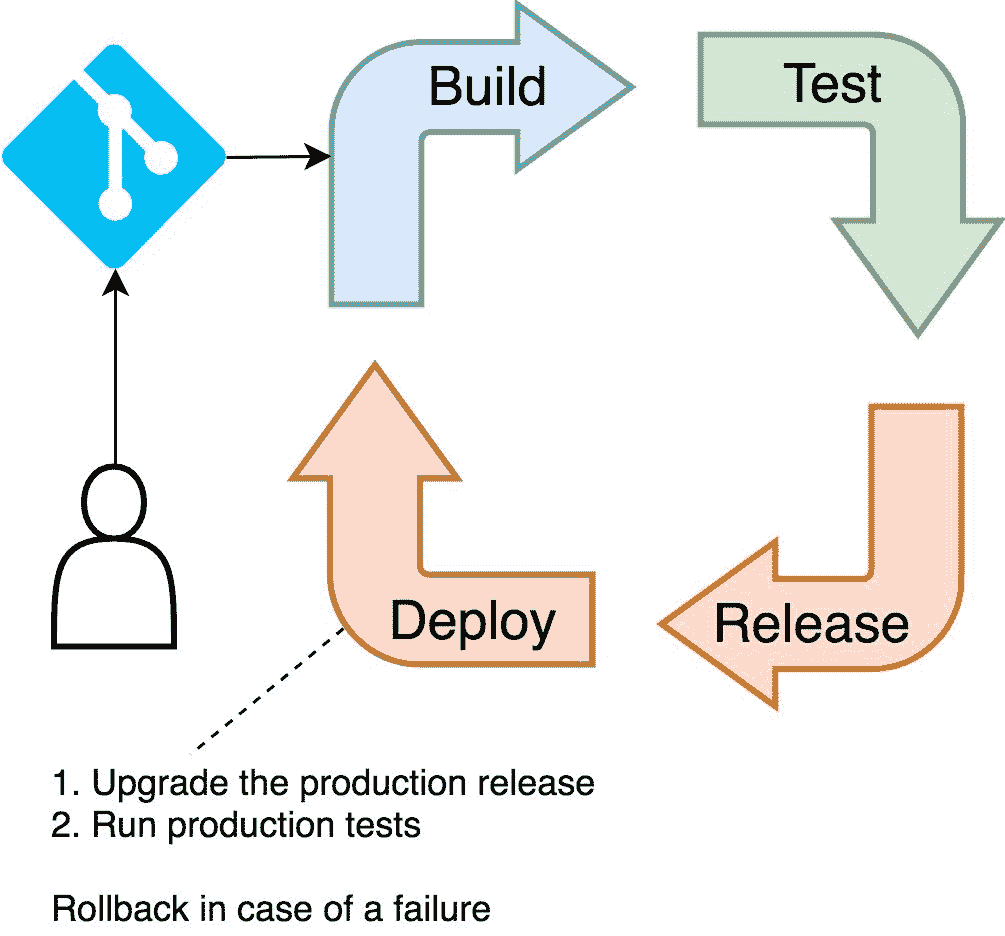 Build
Test
Deploy
Release
1. Upgrade the production release
2. Run production tests
Rollback in case of a failure